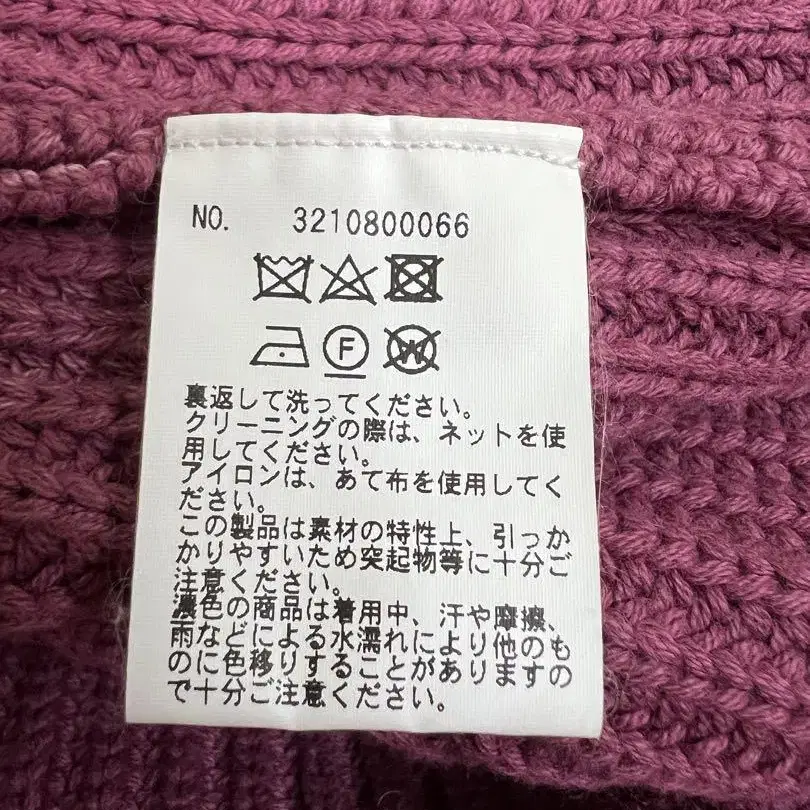 NO. 3210800066
F
W
裏返して洗ってください。
クリーニングの際は、ネットを使
用してください。
アイロンは、あて布を使用してく
ださい。
この製品は素材の特性上、引っか
かりやすいため突起物等に十分ご
注意ください。
濃色の商品は着用中、汗や摩擦、
雨などによる水濡れにより他のも
のに色移りすることがありますの
で十分ご注意ください。